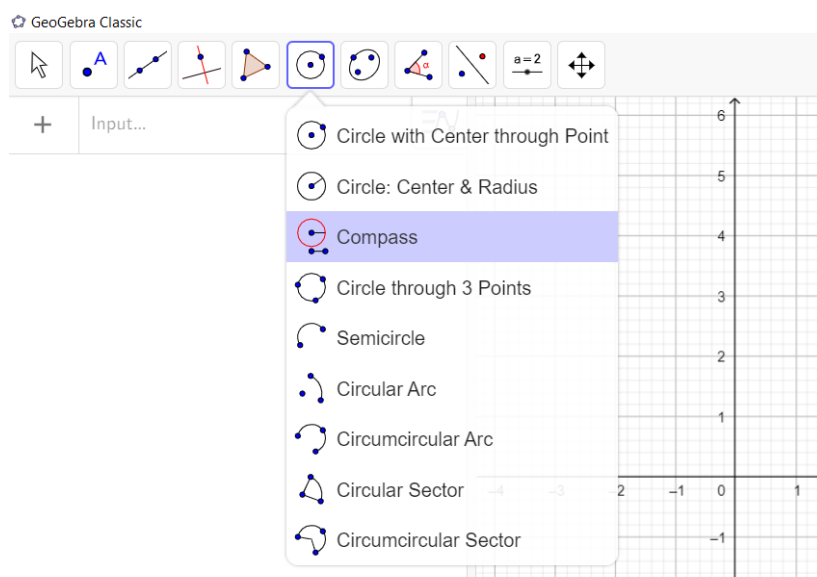 GeoGebra Classic
A
α
a=2
+
Input...
Circle with Center through Point
Circle: Center & Radius
Compass
Circle through 3 Points
Semicircle
Circular Arc
Circumcircular Arc
Circular Sector
Circumcircular Sector
6
5
4
3
2
1
–4 –3 –2 –1 0 1
–1